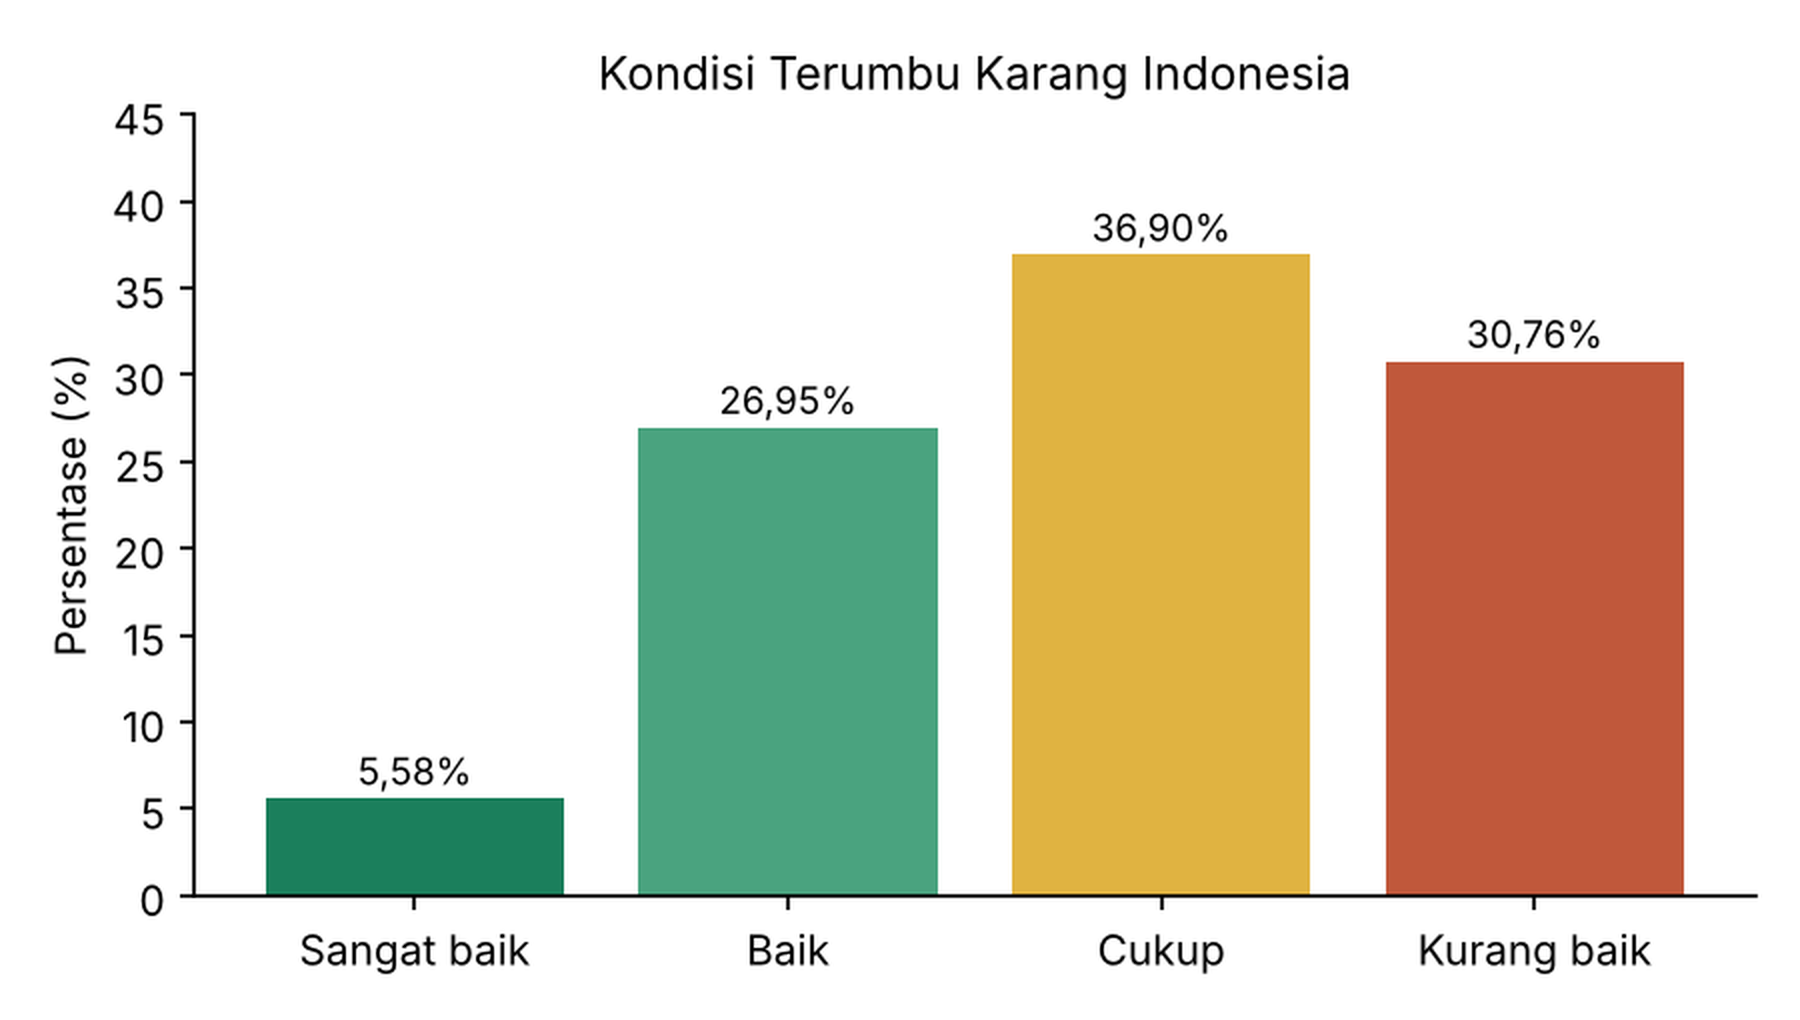 Kondisi Terumbu Karang Indonesia
Persentase (%)
45
40
35
30
25
20
15
10
5
0
5,58%
26,95%
36,90%
30,76%
Sangat baik
Baik
Cukup
Kurang baik